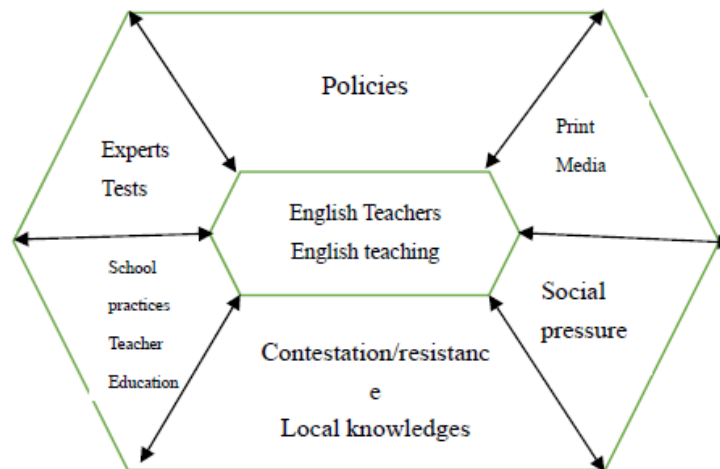 Policies
Print
Media
Experts
Tests
English Teachers
English teaching
School
practices
Teacher
Education
Social
pressure
Contestation/resistanc
e
Local knowledges